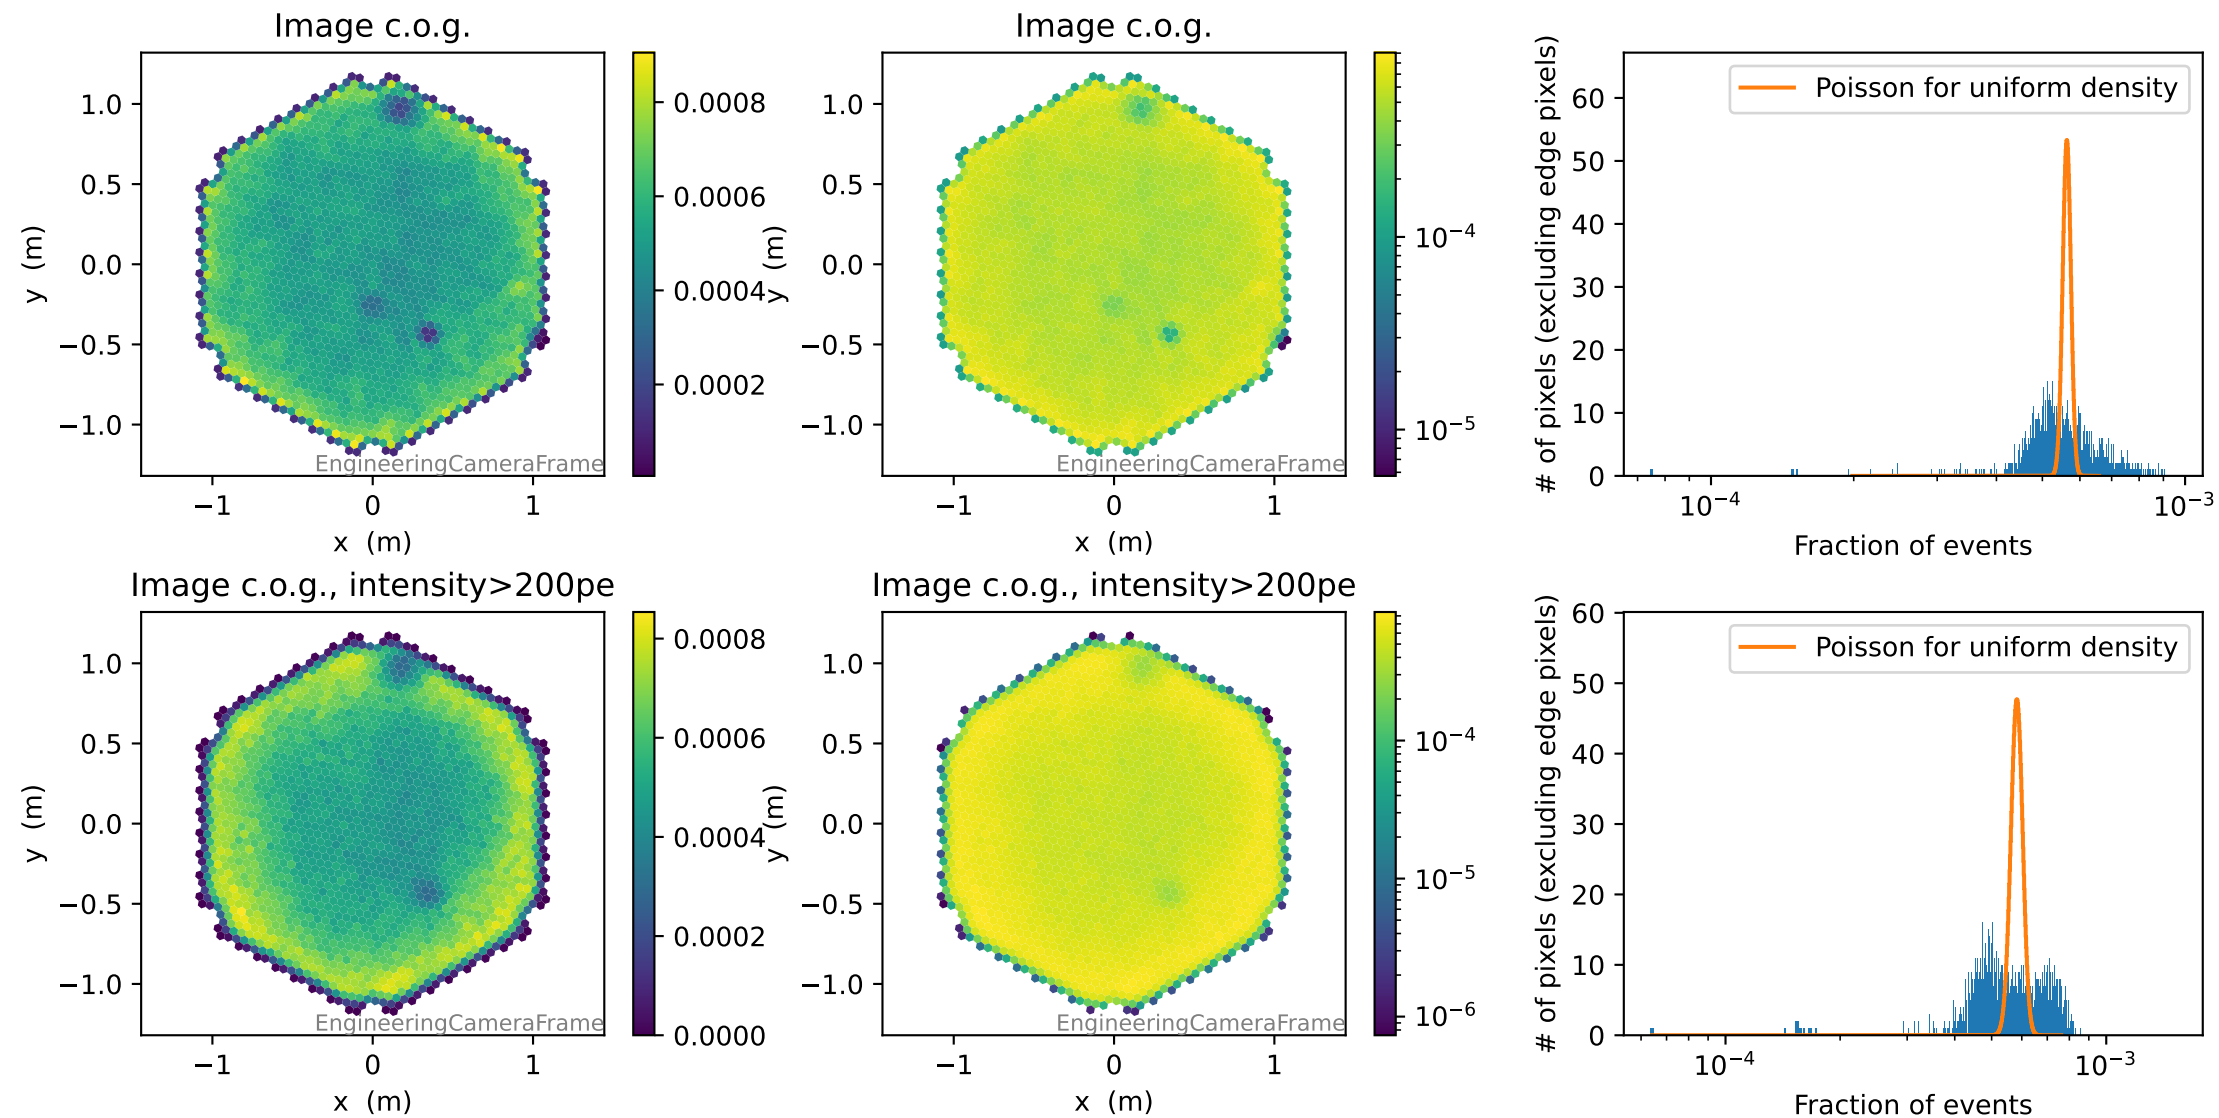 Image c.o.g.
1.0
0.5
0.0
−0.5
−1.0
y (m)
−1
0
1
x (m)
EngineeringCameraFrame
0.0008
0.0006
0.0004
0.0002
Image c.o.g.
1.0
0.5
0.0
−0.5
−1.0
y (m)
−1
0
1
x (m)
EngineeringCameraFrame
10⁻⁴
10⁻⁵
# of pixels (excluding edge pixels)
60
50
40
30
20
10
0
Poisson for uniform density
10⁻⁴
10⁻³
Fraction of events
Image c.o.g., intensity>200pe
1.0
0.5
0.0
−0.5
−1.0
y (m)
−1
0
1
x (m)
EngineeringCameraFrame
0.0008
0.0006
0.0004
0.0002
0.0000
Image c.o.g., intensity>200pe
1.0
0.5
0.0
−0.5
−1.0
y (m)
−1
0
1
x (m)
EngineeringCameraFrame
10⁻⁴
10⁻⁵
10⁻⁶
# of pixels (excluding edge pixels)
60
50
40
30
20
10
0
Poisson for uniform density
10⁻⁴
10⁻³
Fraction of events